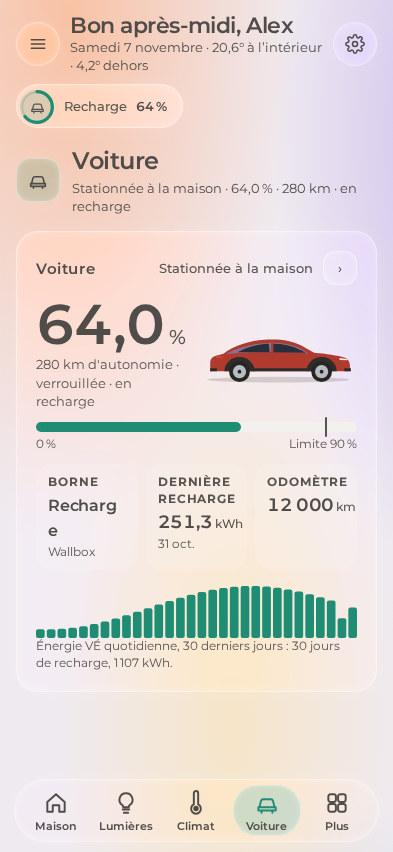 Bon après-midi, Alex
Samedi 7 novembre · 20,6° à l'intérieur
· 4,2° dehors
Recharge 64 %
Voiture
Stationnée à la maison · 64,0 % · 280 km · en
recharge
Voiture
Stationnée à la maison ›
64,0 %
280 km d'autonomie ·
verrouillée · en
recharge
0 %
Limite 90 %
BORNE
Recharg
e
Wallbox
DERNIÈRE
RECHARGE
251,3 kWh
31 oct.
ODOMÈTRE
12 000 km
Énergie VÉ quotidienne, 30 derniers jours : 30 jours
de recharge, 1107 kWh.
Maison Lumières Climat Voiture Plus